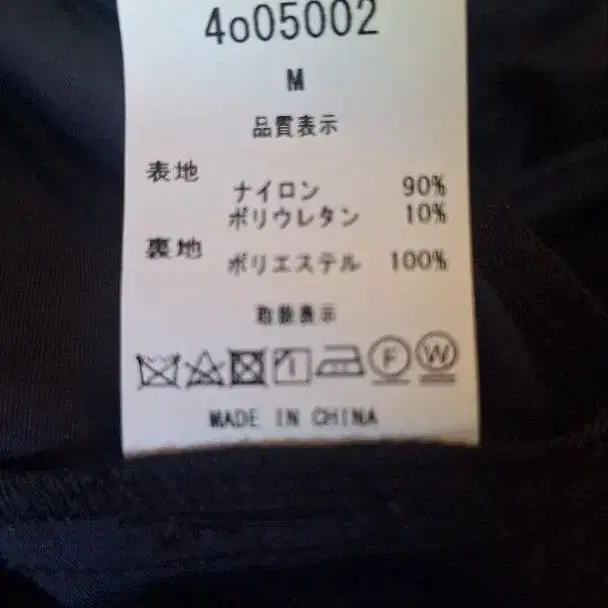 4o05002
M
品質表示
表地
ナイロン 90%
ポリウレタン 10%
裏地
ポリエステル 100%
取扱表示
F W
MADE IN CHINA